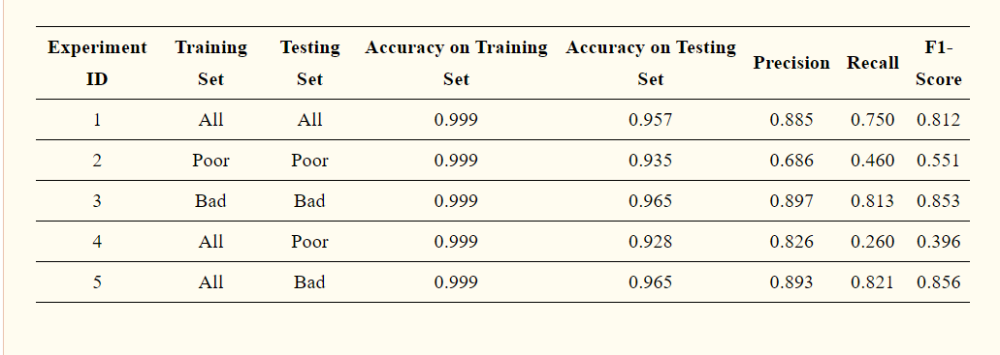 Experiment ID Training Set Testing Set Accuracy on Training Set Accuracy on Testing Set Precision Recall F1-Score
1 All All 0.999 0.957 0.885 0.750 0.812
2 Poor Poor 0.999 0.935 0.686 0.460 0.551
3 Bad Bad 0.999 0.965 0.897 0.813 0.853
4 All Poor 0.999 0.928 0.826 0.260 0.396
5 All Bad 0.999 0.965 0.893 0.821 0.856